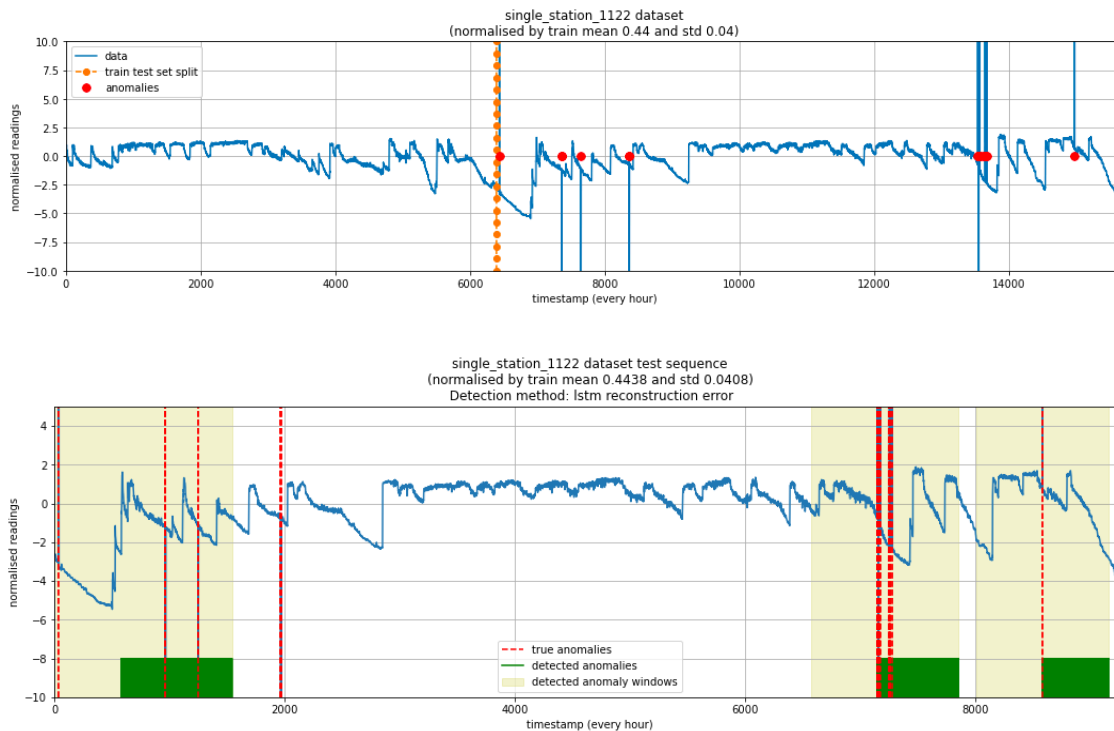 single_station_1122 dataset
(normalised by train mean 0.44 and std 0.04)
normalised readings
10.0
7.5
5.0
2.5
0.0
−2.5
−5.0
−7.5
−10.0
data
train test set split
anomalies
0 2000 4000 6000 8000 10000 12000 14000
timestamp (every hour)
single_station_1122 dataset test sequence
(normalised by train mean 0.4438 and std 0.0408)
Detection method: lstm reconstruction error
normalised readings
4
2
0
−2
−4
−6
−8
−10
true anomalies
detected anomalies
detected anomaly windows
0 2000 4000 6000 8000
timestamp (every hour)